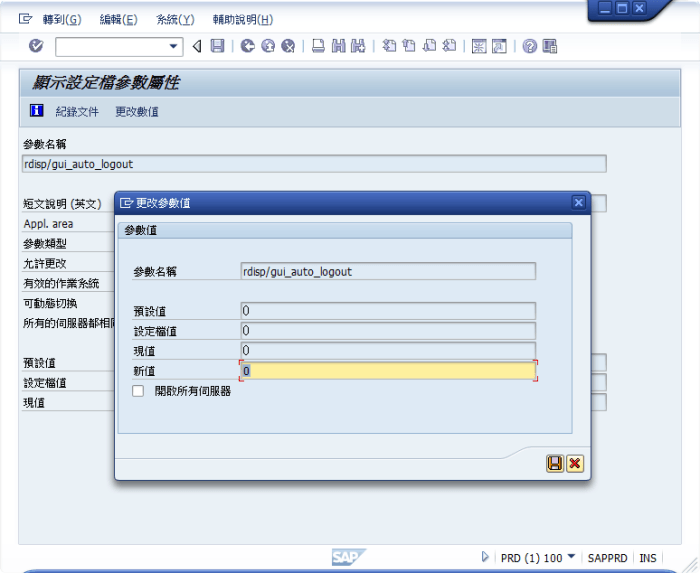 轉到(G) 編輯(E) 系統(Y) 輔助說明(H)
顯示設定檔參數屬性
紀錄文件 更改數值
參數名稱
rdisp/gui_auto_logout
短文說明 (英文)
Appl. area
參數類型
允許更改
有效的作業系統
可動態切換
所有的伺服器都相同
預設值
設定檔值
現值
更改參數值
參數值
參數名稱 rdisp/gui_auto_logout
預設值 0
設定檔值 0
現值 0
新值 0
開啟所有伺服器
SAP
PRD (1) 100 SAPPRD INS